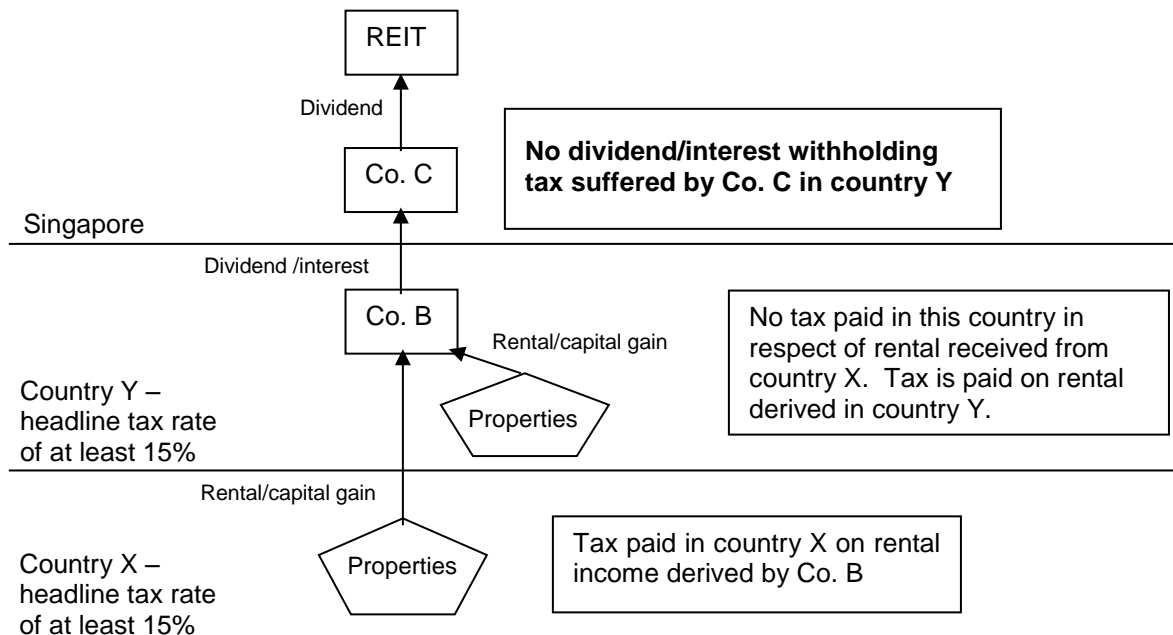 REIT
Dividend
No dividend/interest withholding
tax suffered by Co. C in country Y
Co. C
Singapore
Dividend /interest
Co. B
Rental/capital gain
No tax paid in this country in
respect of rental received from
country X.  Tax is paid on rental
derived in country Y.
Country Y –
headline tax rate
of at least 15%
Properties
Rental/capital gain
Properties
Tax paid in country X on rental
income derived by Co. B
Country X –
headline tax rate
of at least 15%